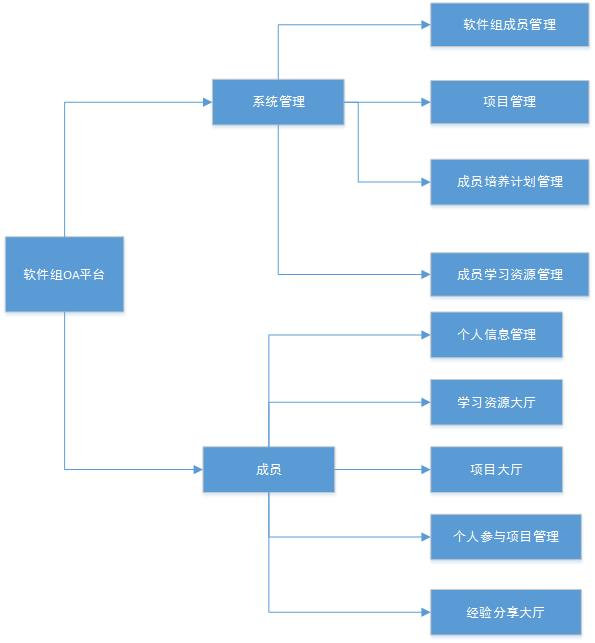 软件组OA平台
系统管理
软件组成员管理
项目管理
成员培养计划管理
成员学习资源管理
成员
个人信息管理
学习资源大厅
项目大厅
个人参与项目管理
经验分享大厅